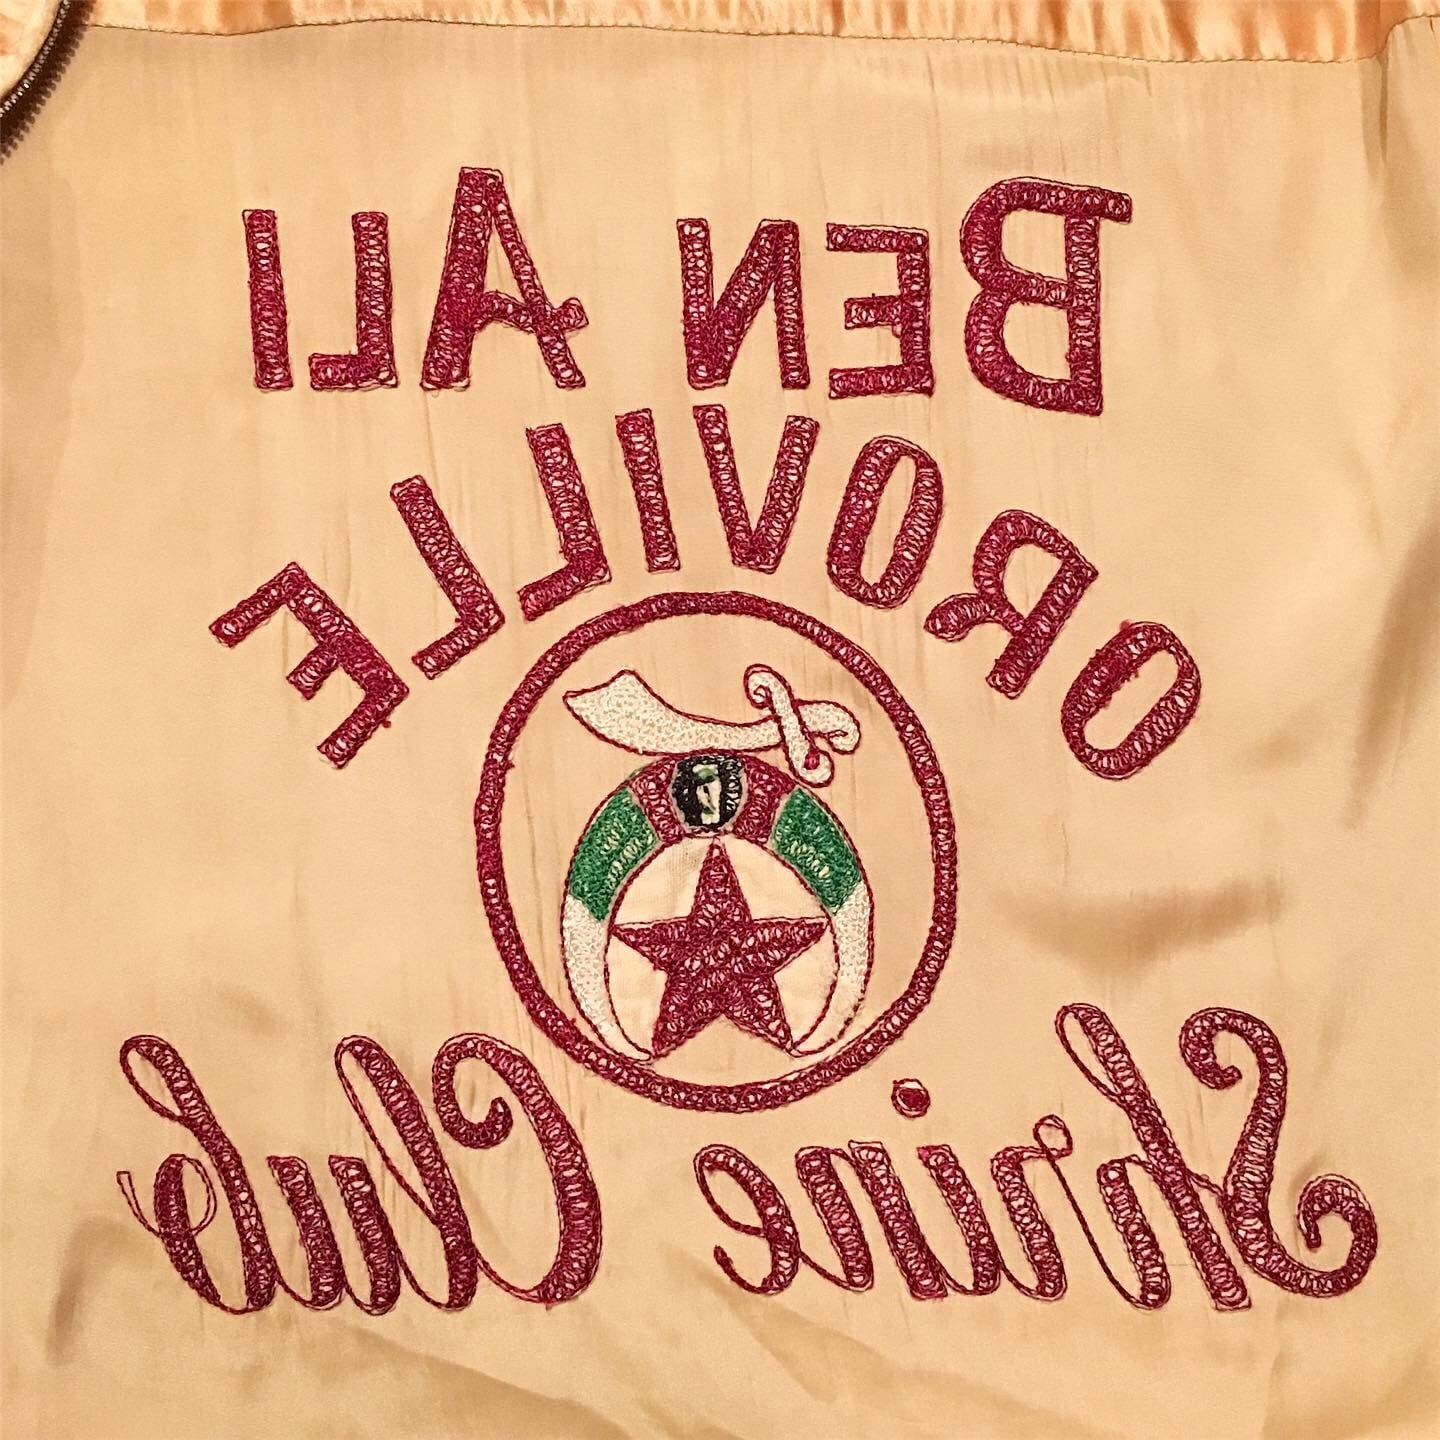 BEN ALI
OROVILLE
Shrine Club